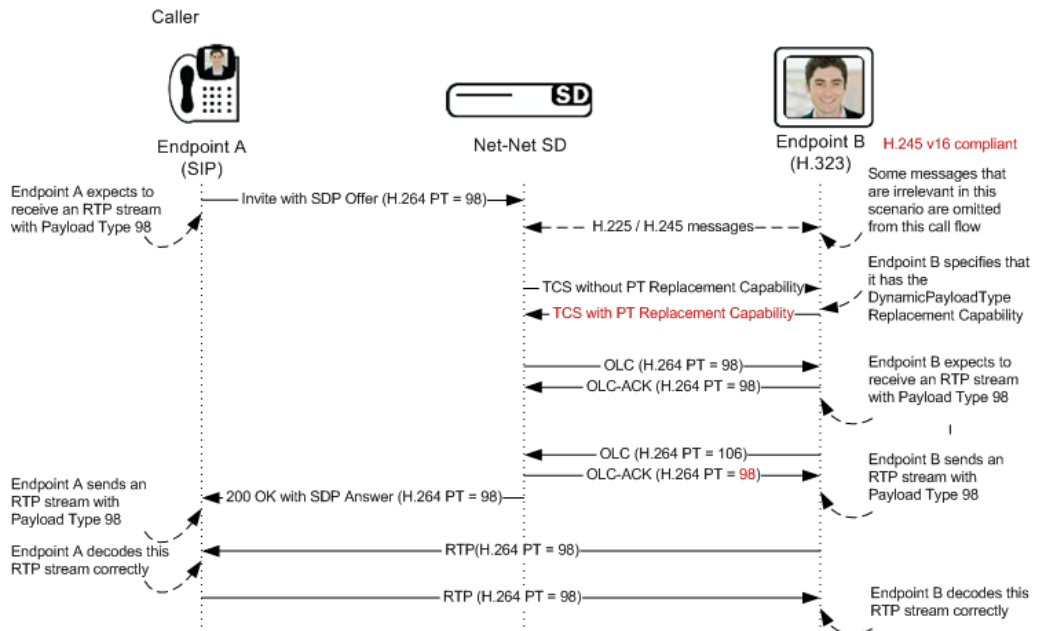 Caller
SD
Endpoint A
(SIP)
Net-Net SD
Endpoint B
(H.323)
H.245 v16 compliant
Some messages that
are irrelevant in this
scenario are omitted
from this call flow
Endpoint A expects to
receive an RTP stream
with Payload Type 98
Invite with SDP Offer (H.264 PT = 98)
H.225 / H.245 messages
Endpoint B specifies that
it has the
DynamicPayloadType
Replacement Capability
TCS without PT Replacement Capability
TCS with PT Replacement Capability
OLC (H.264 PT = 98)
OLC-ACK (H.264 PT = 98)
Endpoint B expects to
receive an RTP stream
with Payload Type 98
OLC (H.264 PT = 106)
OLC-ACK (H.264 PT = 98)
Endpoint B sends an
RTP stream with
Payload Type 98
Endpoint A sends an
RTP stream with
Payload Type 98
200 OK with SDP Answer (H.264 PT = 98)
Endpoint A decodes this
RTP stream correctly
RTP(H.264 PT = 98)
RTP (H.264 PT = 98)
Endpoint B decodes this
RTP stream correctly